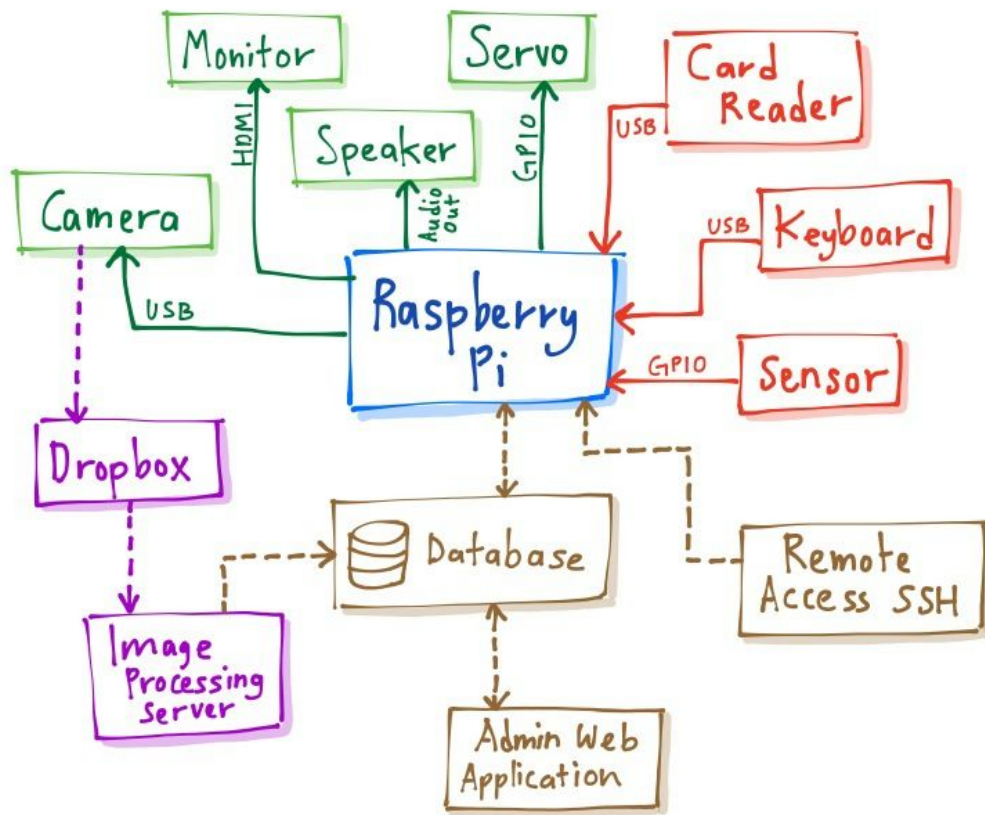 Monitor
Servo
Card
Reader
HDMI
Speaker
GPIO
USB
Camera
Audio
Out
USB
Keyboard
USB
Raspberry
Pi
GPIO
Sensor
Dropbox
Database
Remote
Access SSH
Image
Processing
Server
Admin Web
Application